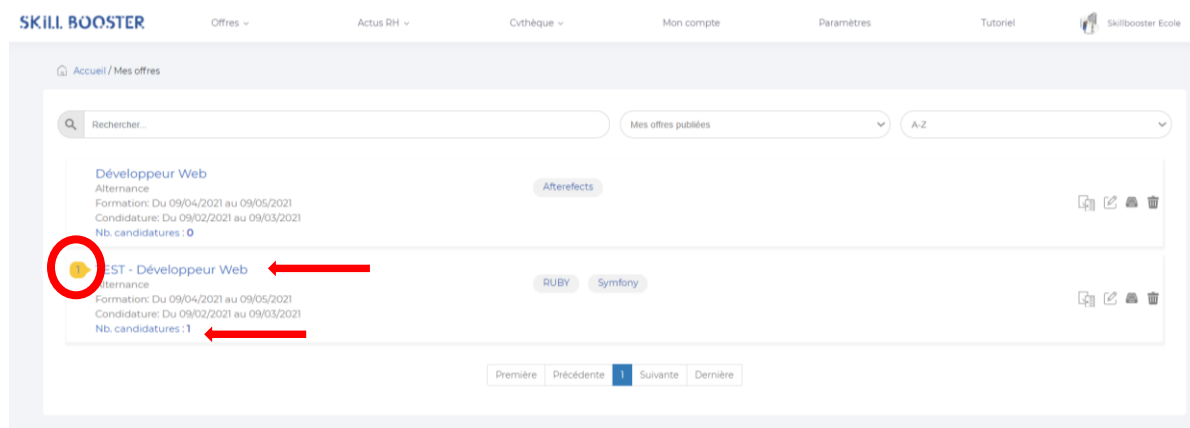 SKILL BOOSTER
Offres
Actus RH
Cvthèque
Mon compte
Paramètres
Tutoriel
Skillbooster Ecole
Accueil / Mes offres
Rechercher...
Mes offres publiées
A-Z
Développeur Web
Alternance
Formation: Du 09/04/2021 au 09/05/2021
Condidature: Du 09/02/2021 au 09/03/2021
Nb. candidatures : 0
Afterefects
1
TEST - Développeur Web
Alternance
Formation: Du 09/04/2021 au 09/05/2021
Condidature: Du 09/02/2021 au 09/03/2021
Nb. candidatures : 1
RUBY
Symfony
Première
Précédente
1
Suivante
Dernière